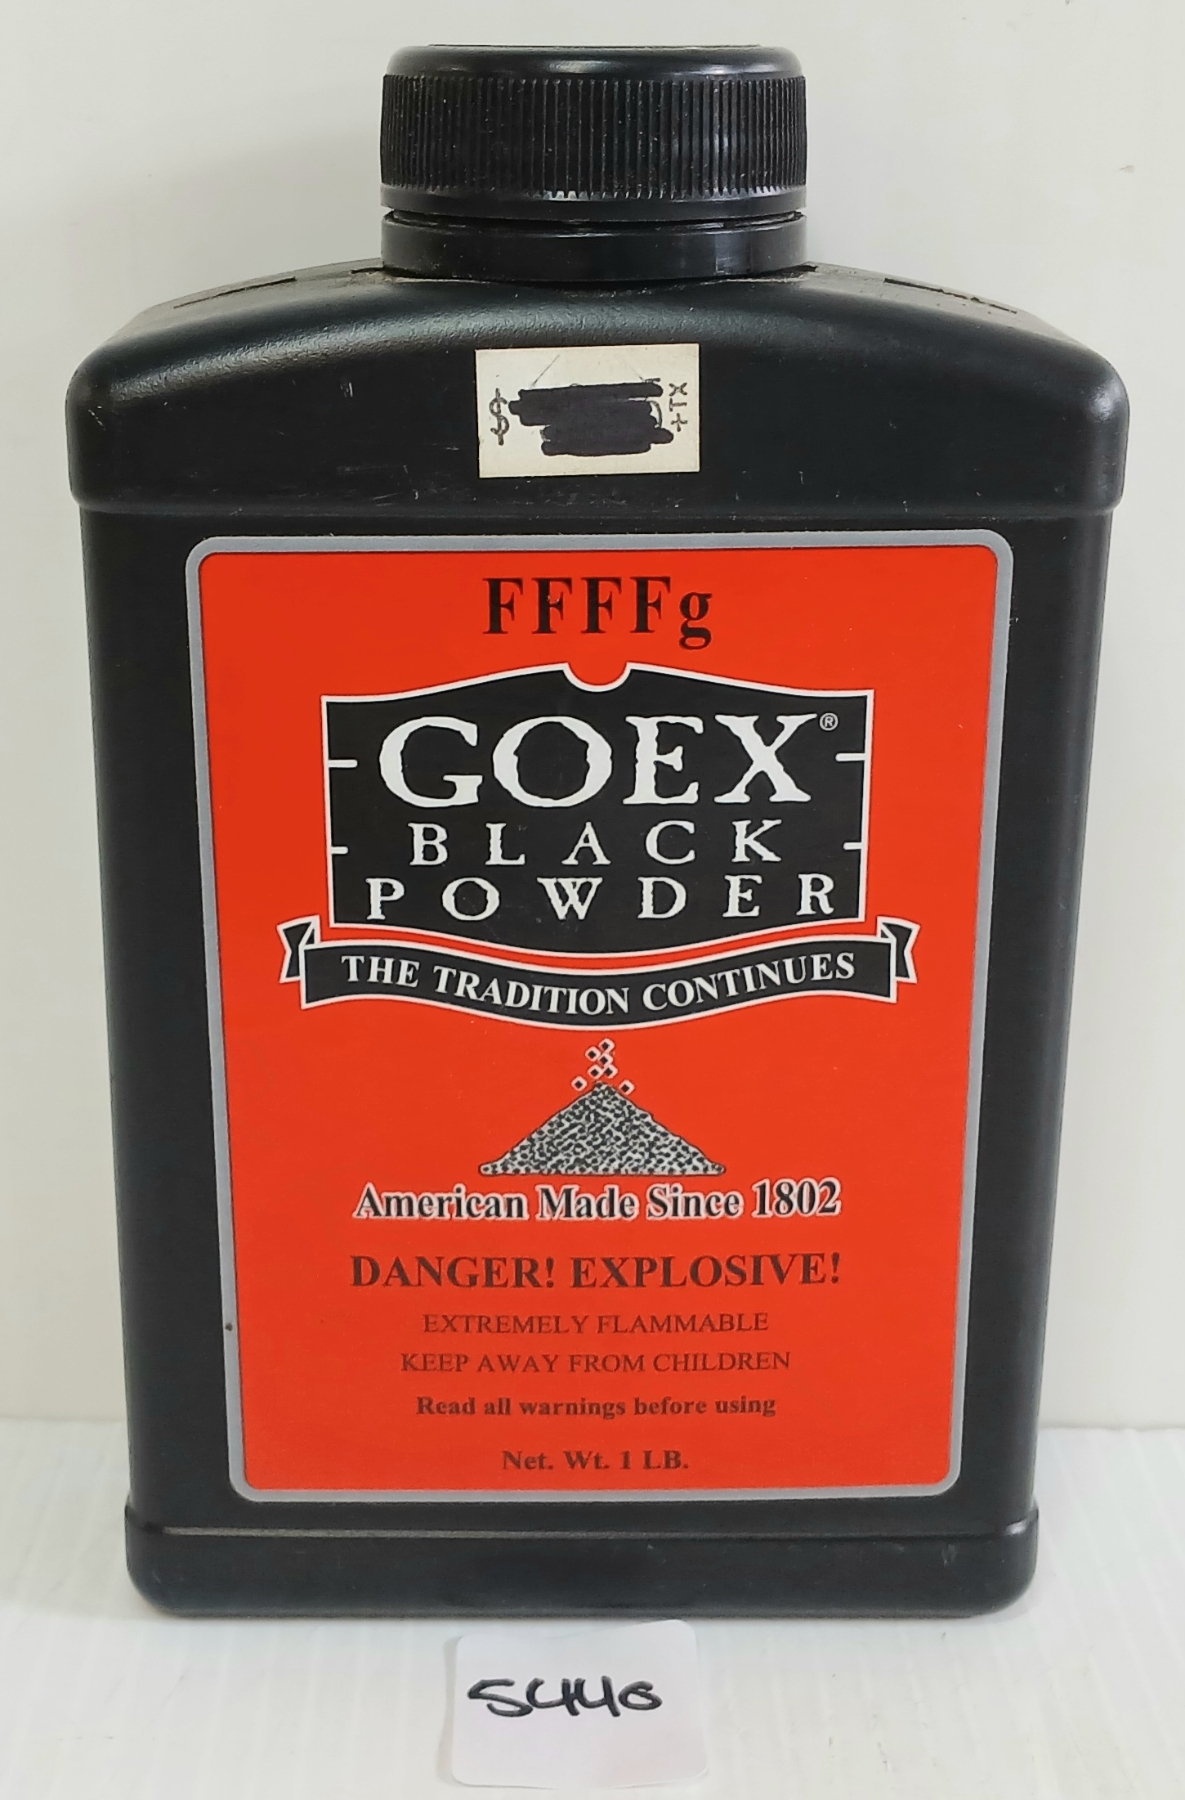 $ +TX
FFFFg
GOEX®
BLACK
POWDER
THE TRADITION CONTINUES
American Made Since 1802
DANGER! EXPLOSIVE!
EXTREMELY FLAMMABLE
KEEP AWAY FROM CHILDREN
Read all warnings before using
Net. Wt. 1 LB.